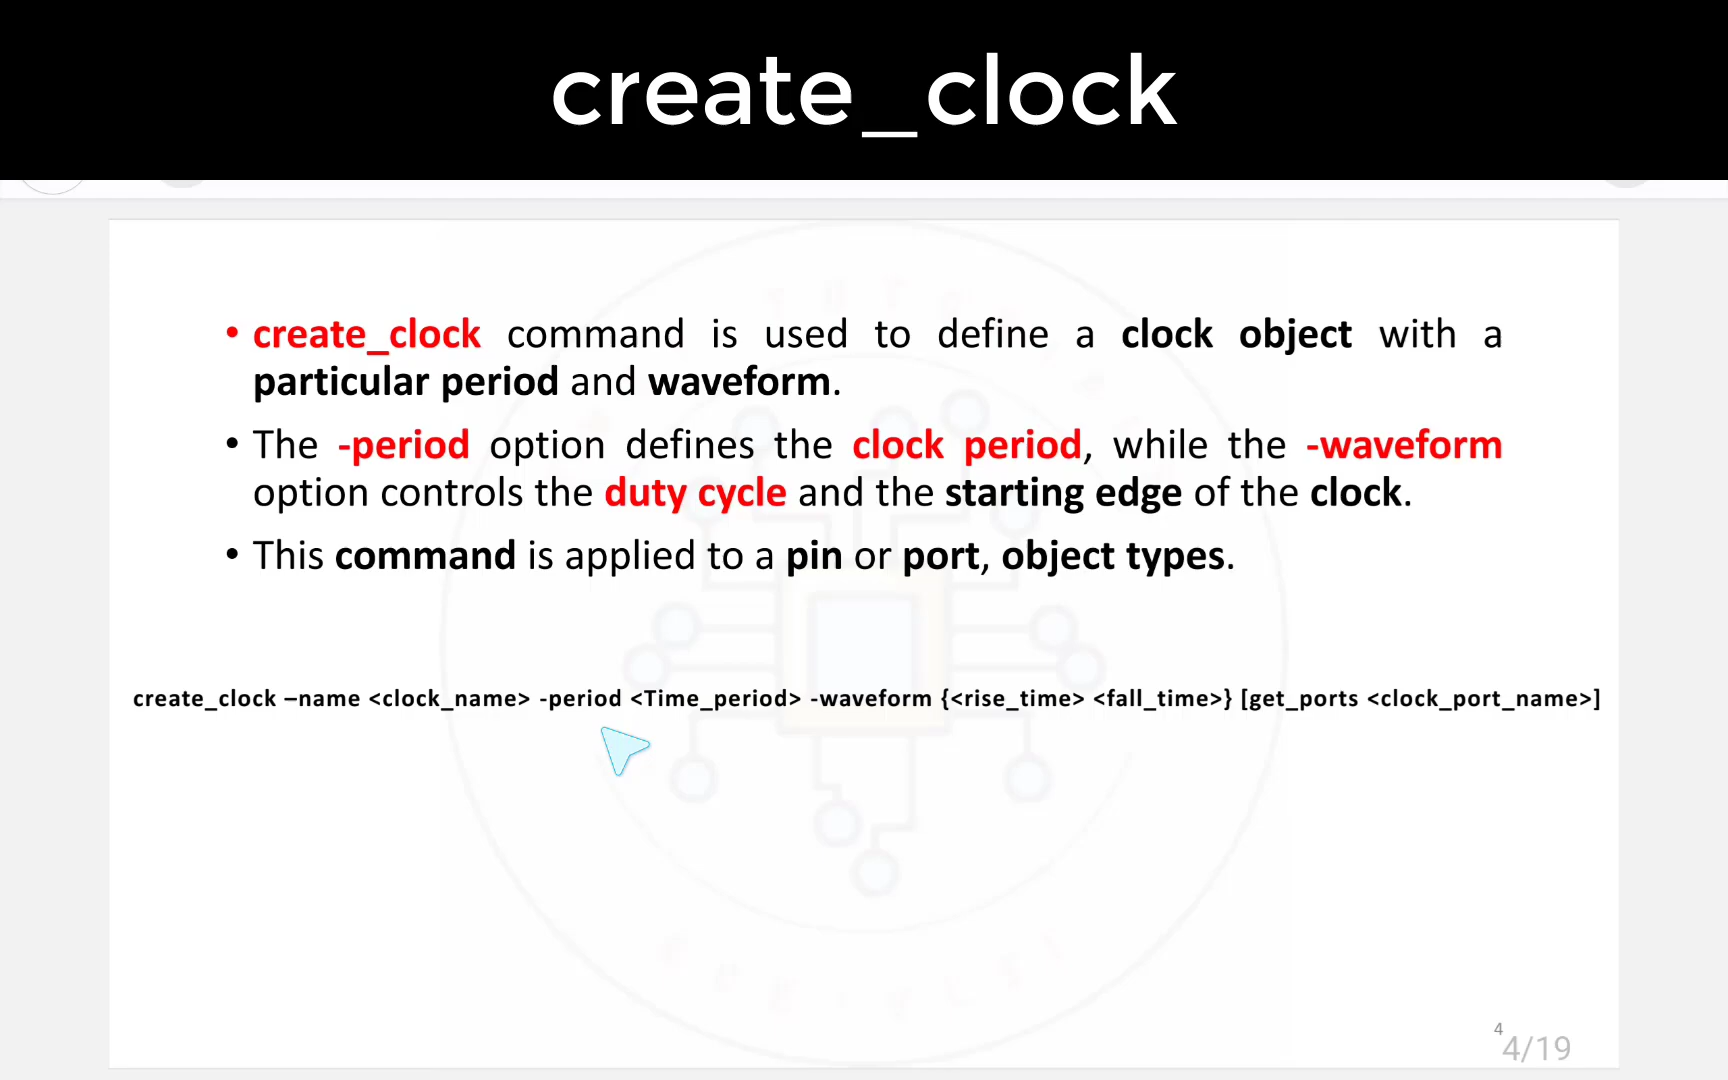 create_clock
• create_clock command is used to define a clock object with a
particular period and waveform.
• The -period option defines the clock period, while the -waveform
option controls the duty cycle and the starting edge of the clock.
• This command is applied to a pin or port, object types.
create_clock –name <clock_name> -period <Time_period> -waveform {<rise_time> <fall_time>} [get_ports <clock_port_name>]
4
4/19